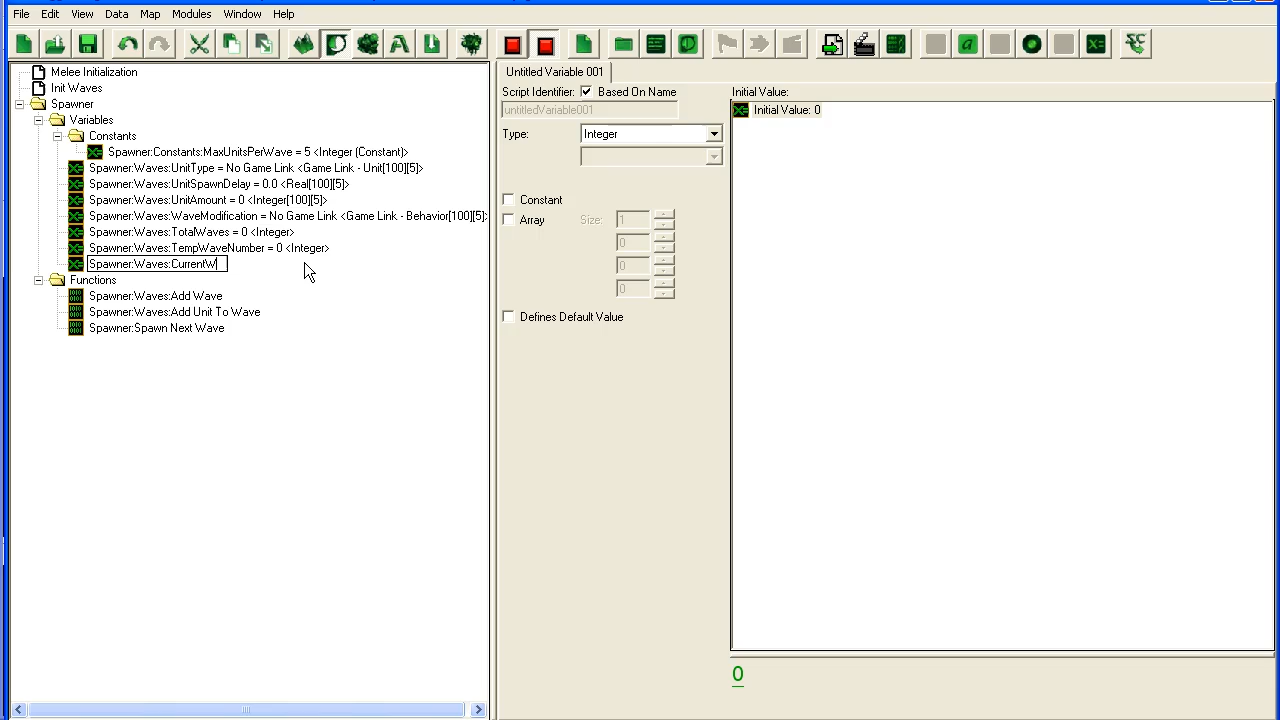 File Edit View Data Map Modules Window Help
Melee Initialization
Init Waves
Spawner
Variables
Constants
Spawner:Constants:MaxUnitsPerWave = 5 <Integer (Constant)>
Spawner:Waves:UnitType = No Game Link <Game Link - Unit[100][5]>
Spawner:Waves:UnitSpawnDelay = 0.0 <Real[100][5]>
Spawner:Waves:UnitAmount = 0 <Integer[100][5]>
Spawner:Waves:WaveModification = No Game Link <Game Link - Behavior[100][5]>
Spawner:Waves:TotalWaves = 0 <Integer>
Spawner:Waves:TempWaveNumber = 0 <Integer>
Spawner:Waves:CurrentW
Functions
Spawner:Waves:Add Wave
Spawner:Waves:Add Unit To Wave
Spawner:Spawn Next Wave
Untitled Variable 001
Script Identifier: Based On Name
untitledVariable001
Type: Integer
Constant
Array Size: 1
0
0
0
Defines Default Value
Initial Value:
Initial Value: 0
0